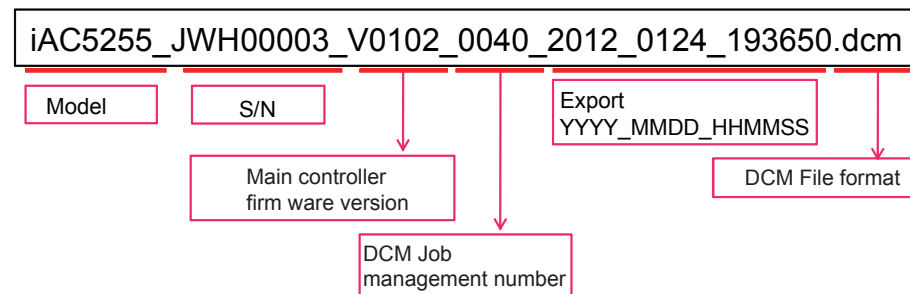 iAC5255_JWH00003_V0102_0040_2012_0124_193650.dcm
Model
S/N
Export
YYYY_MMDD_HHMMSS
Main controller
firm ware version
DCM File format
DCM Job
management number